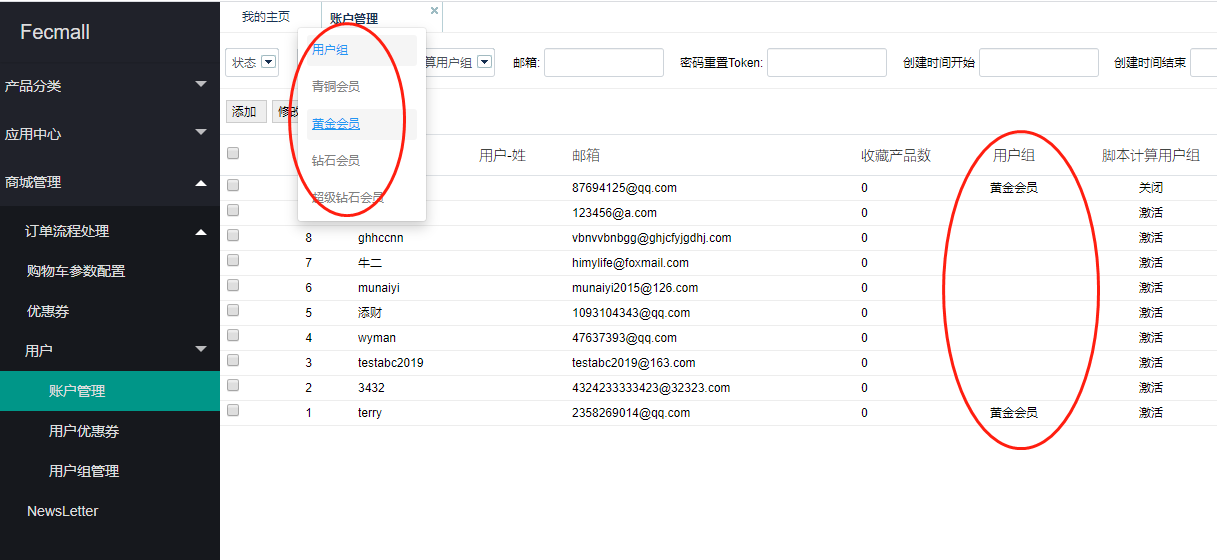 Fecmall
产品分类
应用中心
商城管理
订单流程处理
购物车参数配置
优惠券
用户
账户管理
用户优惠券
用户组管理
NewsLetter
我的主页 账户管理
状态 算用户组 邮箱: 密码重置Token: 创建时间开始 创建时间结束
用户组
青铜会员
黄金会员
钻石会员
超级钻石会员
添加 修改
用户-姓 邮箱 收藏产品数 用户组 脚本计算用户组
87694125@qq.com 0 黄金会员 关闭
123456@a.com 0 激活
8 ghhccnn vbnvvbnbgg@ghjcfyjgdhj.com 0 激活
7 牛二 himylife@foxmail.com 0 激活
6 munaiyi munaiyi2015@126.com 0 激活
5 添财 1093104343@qq.com 0 激活
4 wyman 47637393@qq.com 0 激活
3 testabc2019 testabc2019@163.com 0 激活
2 3432 4324233333423@32323.com 0 激活
1 terry 2358269014@qq.com 0 黄金会员 激活